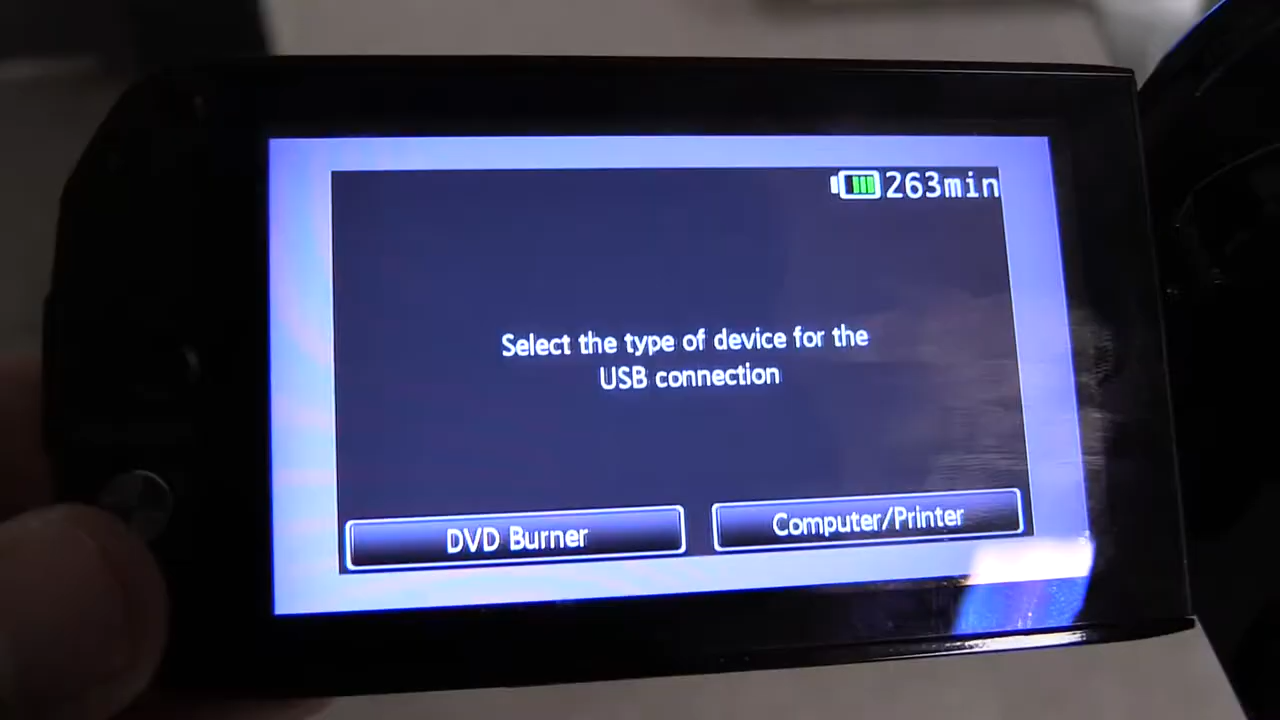 263min
Select the type of device for the
USB connection
DVD Burner
Computer/Printer